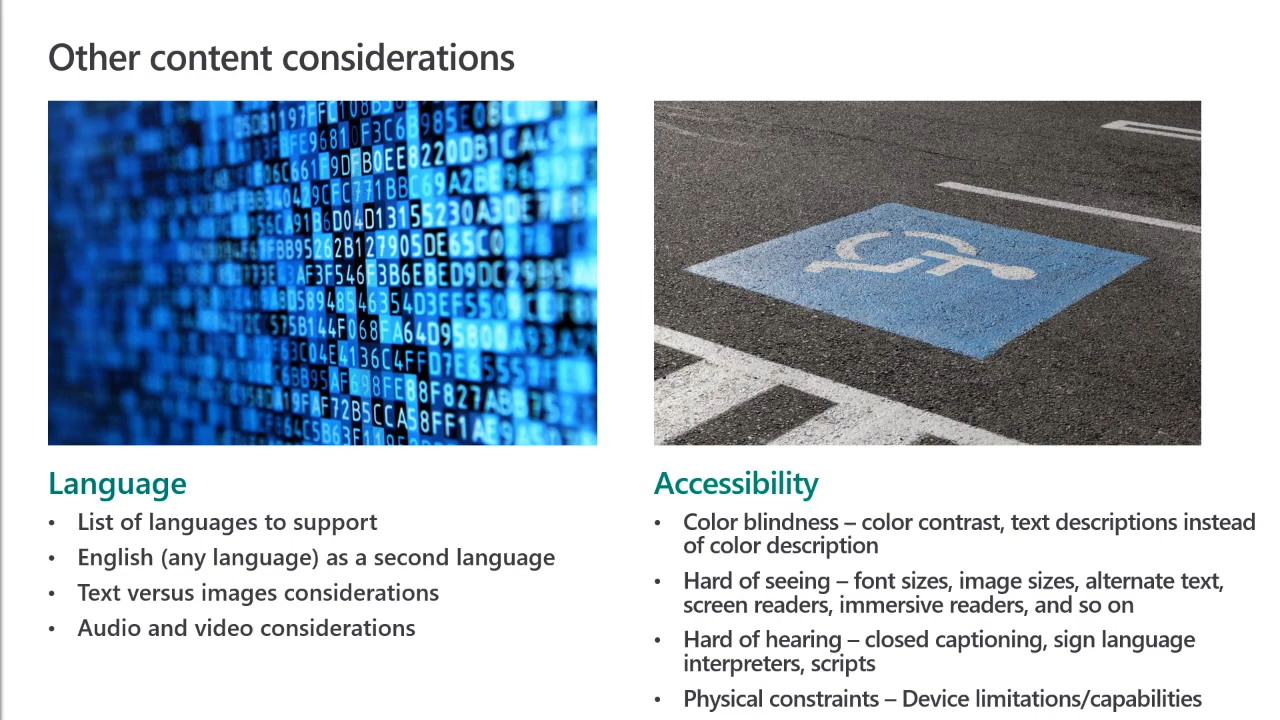 Other content considerations
Language
• List of languages to support
• English (any language) as a second language
• Text versus images considerations
• Audio and video considerations
Accessibility
• Color blindness – color contrast, text descriptions instead
of color description
• Hard of seeing – font sizes, image sizes, alternate text,
screen readers, immersive readers, and so on
• Hard of hearing – closed captioning, sign language
interpreters, scripts
• Physical constraints – Device limitations/capabilities